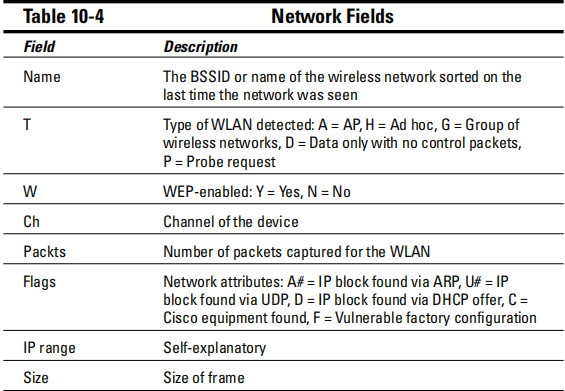 Table 10-4 Network Fields
Field Description
Name The BSSID or name of the wireless network sorted on the
last time the network was seen
T Type of WLAN detected: A = AP, H = Ad hoc, G = Group of
wireless networks, D = Data only with no control packets,
P = Probe request
W WEP-enabled: Y = Yes, N = No
Ch Channel of the device
Packts Number of packets captured for the WLAN
Flags Network attributes: A# = IP block found via ARP, U# = IP
block found via UDP, D = IP block found via DHCP offer, C =
Cisco equipment found, F = Vulnerable factory configuration
IP range Self-explanatory
Size Size of frame